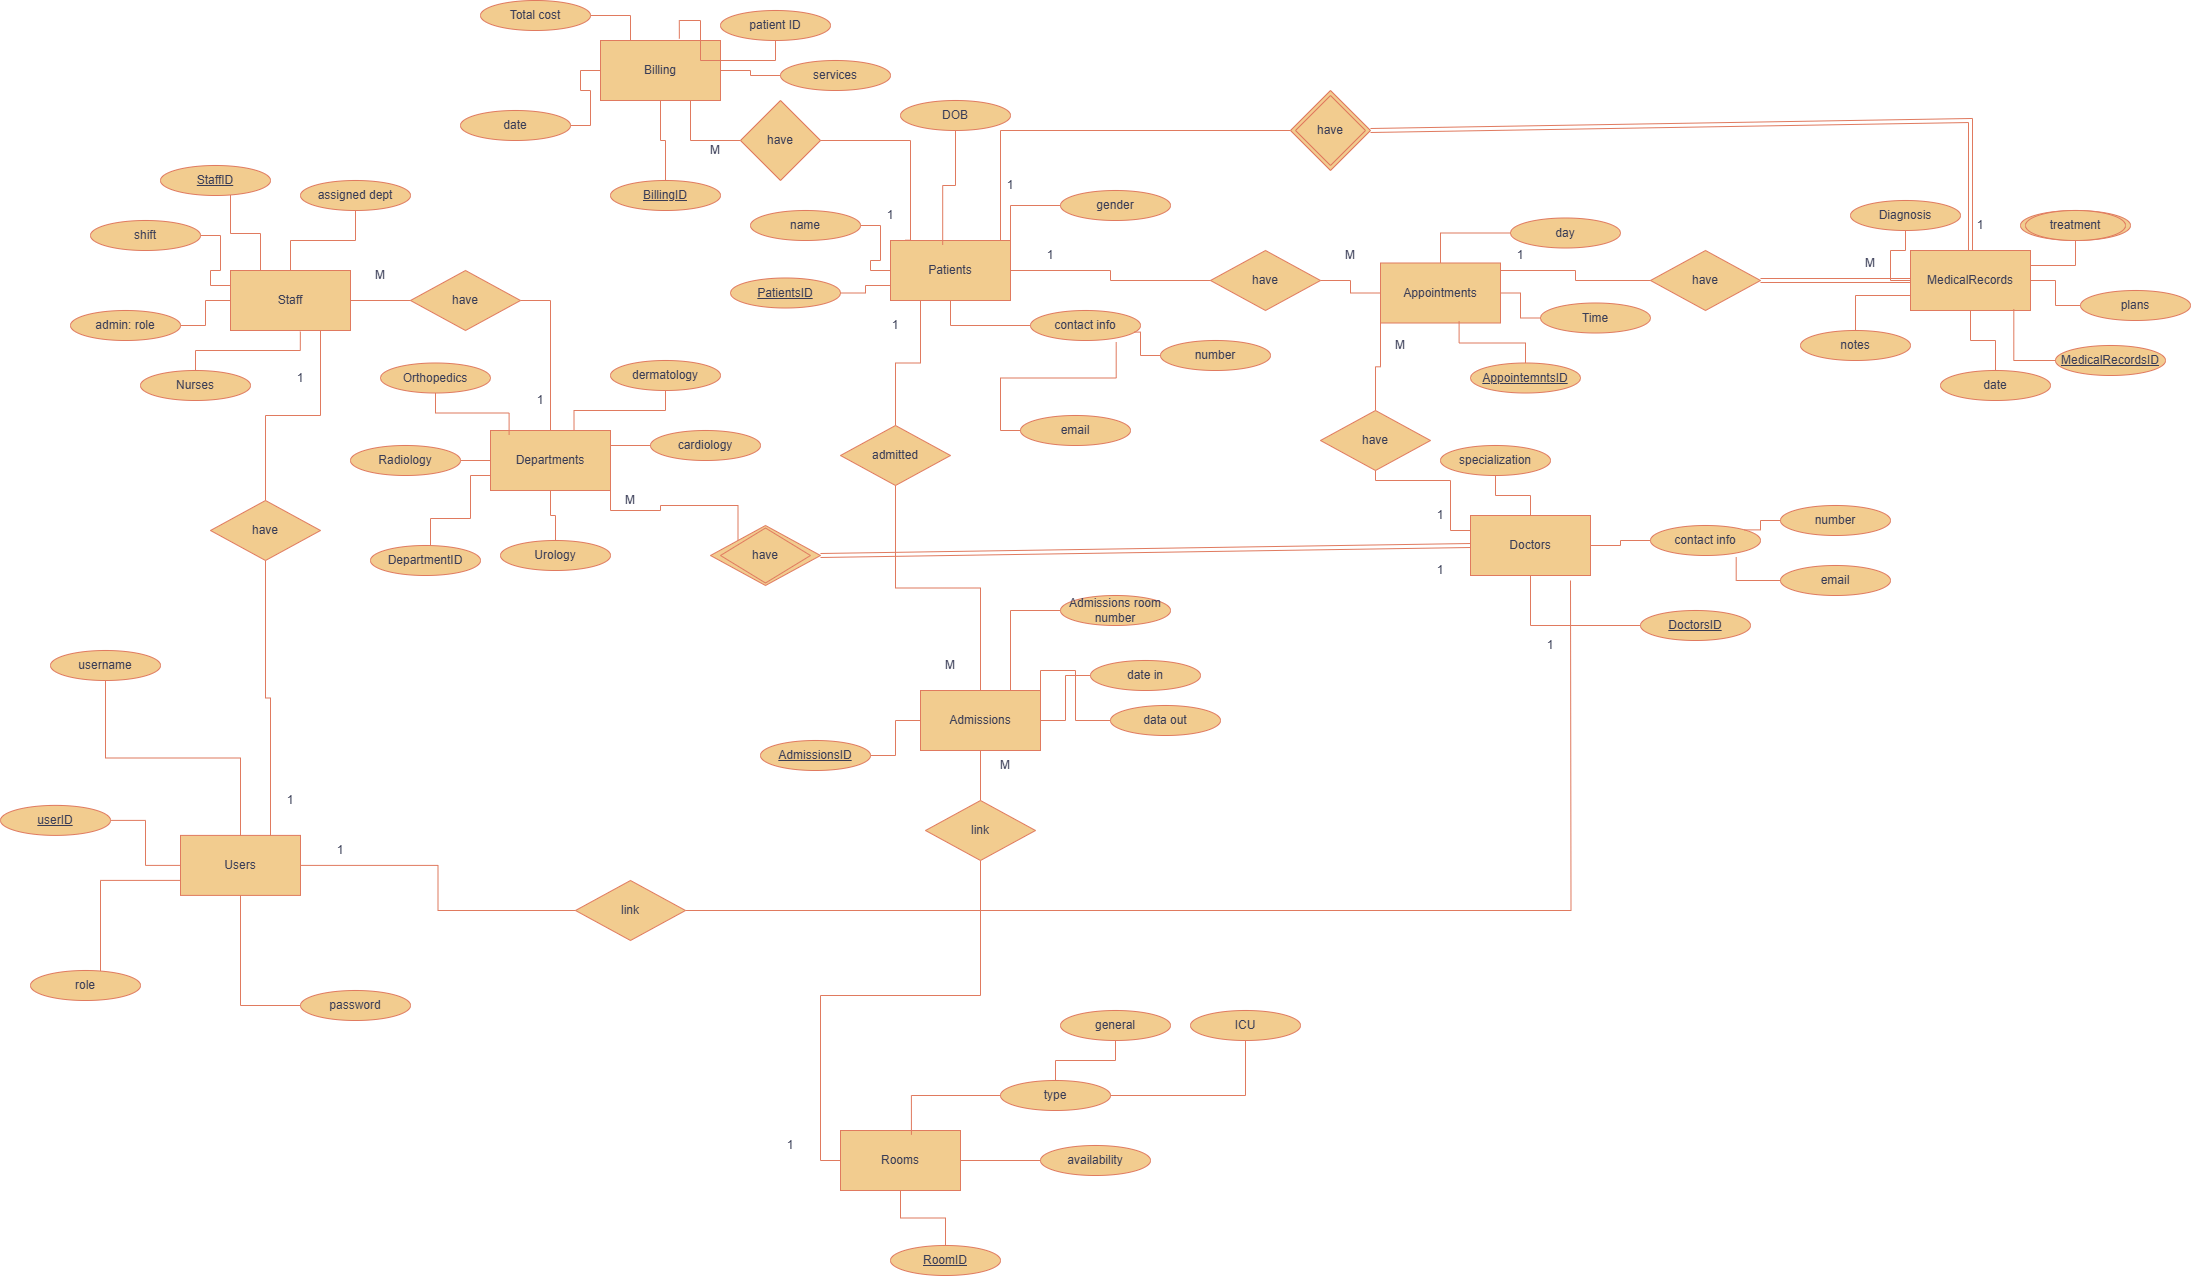 Total cost
patient ID
Billing
services
date
have
DOB
have
M
StaffID
assigned dept
BillingID
1
gender
Diagnosis
treatment
shift
name
1
day
1
M
Patients
1
M
1
M
Staff
have
PatientsID
have
Appointments
have
MedicalRecords
admin: role
1
contact info
Time
plans
Nurses
number
M
notes
MedicalRecordsID
1
Orthopedics
dermatology
AppointemntsID
date
1
email
have
Radiology
Departments
cardiology
admitted
specialization
M
1
have
DepartmentID
Urology
have
Doctors
contact info
number
1
email
Admissions room
number
DoctorsID
1
username
M
date in
Admissions
data out
AdmissionsID
M
1
userID
link
1
Users
link
role
password
general
ICU
type
1
Rooms
availability
RoomID